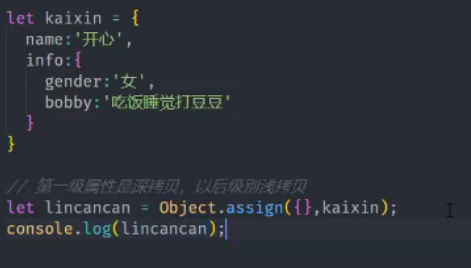 let kaixin = {
name:'开心',
info:{
gender:'女',
bobby:'吃饭睡觉打豆豆'
}
}
// 第一级属性是深拷贝，以后级别浅拷贝
let lincancan = Object.assign({},kaixin);
console.log(lincancan);